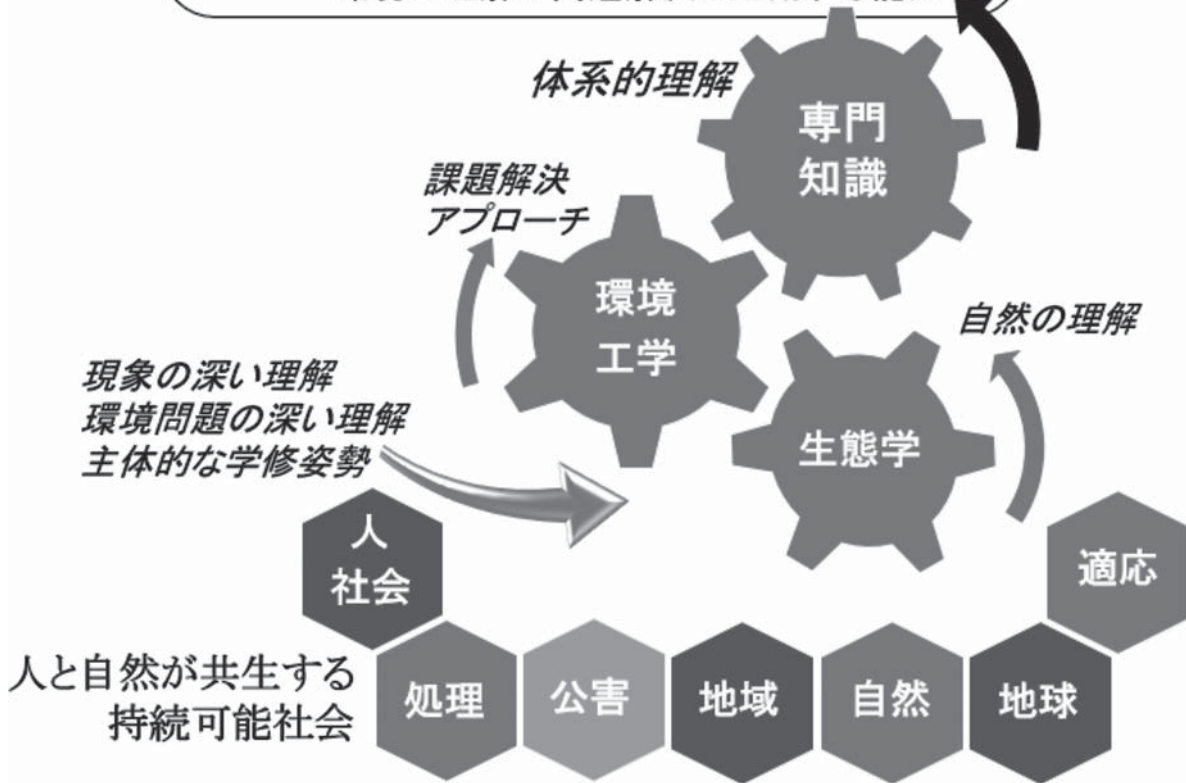 体系的理解
専門
知識
課題解決
アプローチ
環境
工学
自然の理解
現象の深い理解
環境問題の深い理解
主体的な学修姿勢
生態学
人
社会
適応
人と自然が共生する
持続可能社会
処理
公害
地域
自然
地球